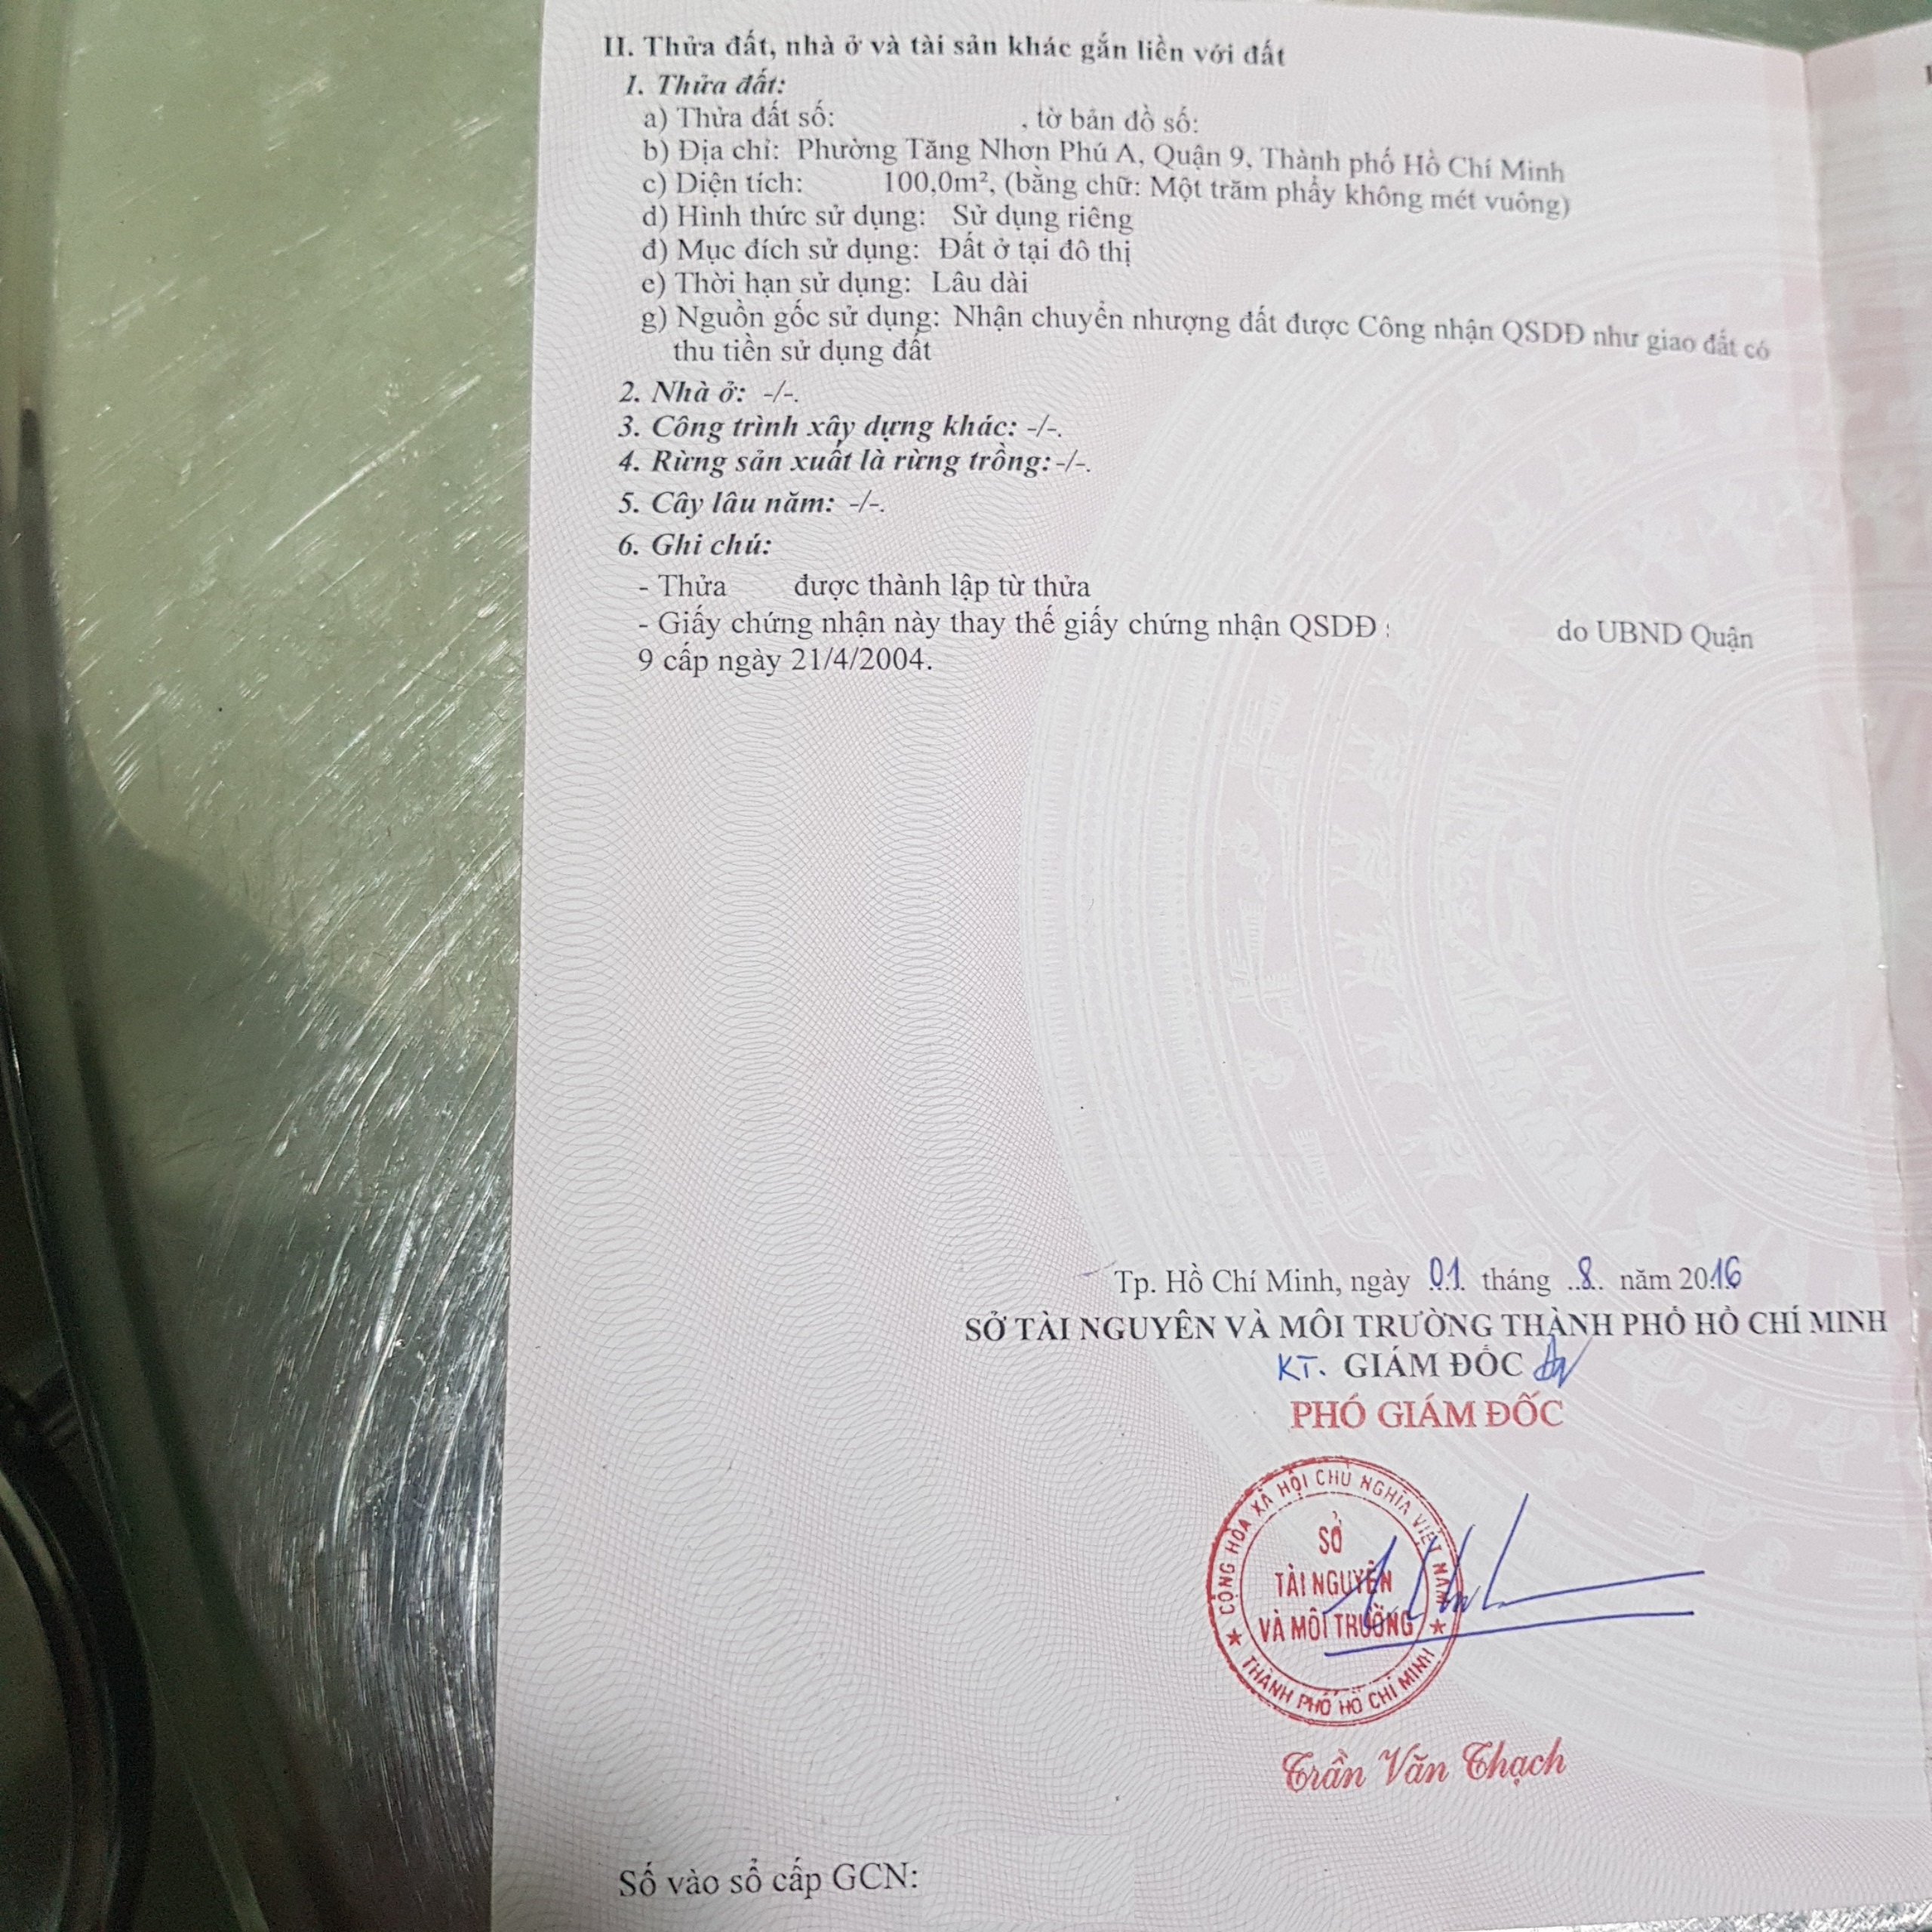 II. Thửa đất, nhà ở và tài sản khác gắn liền với đất
1. Thửa đất:
a) Thửa đất số: , tờ bản đồ số:
b) Địa chỉ: Phường Tăng Nhơn Phú A, Quận 9, Thành phố Hồ Chí Minh
c) Diện tích: 100,0m², (bằng chữ: Một trăm phẩy không mét vuông)
d) Hình thức sử dụng: Sử dụng riêng
đ) Mục đích sử dụng: Đất ở tại đô thị
e) Thời hạn sử dụng: Lâu dài
g) Nguồn gốc sử dụng: Nhận chuyển nhượng đất được Công nhận QSDĐ như giao đất có
thu tiền sử dụng đất
2. Nhà ở: -/-.
3. Công trình xây dựng khác: -/-.
4. Rừng sản xuất là rừng trồng: -/-.
5. Cây lâu năm: -/-.
6. Ghi chú:
- Thửa được thành lập từ thửa
- Giấy chứng nhận này thay thế giấy chứng nhận QSDĐ do UBND Quận
9 cấp ngày 21/4/2004.
Tp. Hồ Chí Minh, ngày 01 tháng 8 năm 2016
SỞ TÀI NGUYÊN VÀ MÔI TRƯỜNG THÀNH PHỐ HỒ CHÍ MINH
KT. GIÁM ĐỐC
PHÓ GIÁM ĐỐC
CỘNG HÒA XÃ HỘI CHỦ NGHĨA VIỆT NAM
SỞ
TÀI NGUYÊN
VÀ MÔI TRƯỜNG
THÀNH PHỐ HỒ CHÍ MINH
Trần Văn Thạch
Số vào sổ cấp GCN: